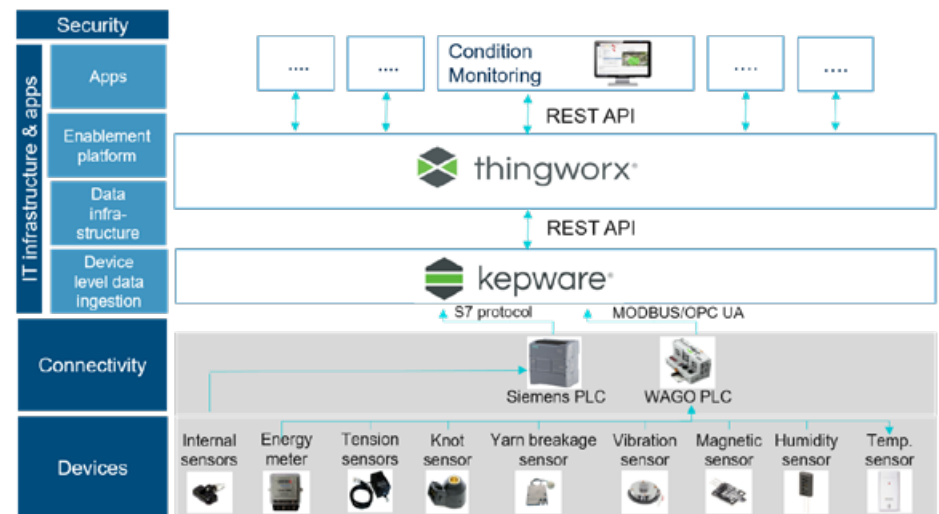 Security
IT infrastructure & apps
Apps
Enablement
platform
Data
infra-
structure
Device
level data
ingestion
Connectivity
Devices
....
....
Condition
Monitoring
....
....
REST API
thingworx®
REST API
kepware®
S7 protocol
MODBUS/OPC UA
Siemens PLC
WAGO PLC
Internal
sensors
Energy
meter
Tension
sensors
Knot
sensor
Yarn breakage
sensor
Vibration
sensor
Magnetic
sensor
Humidity
sensor
Temp.
sensor